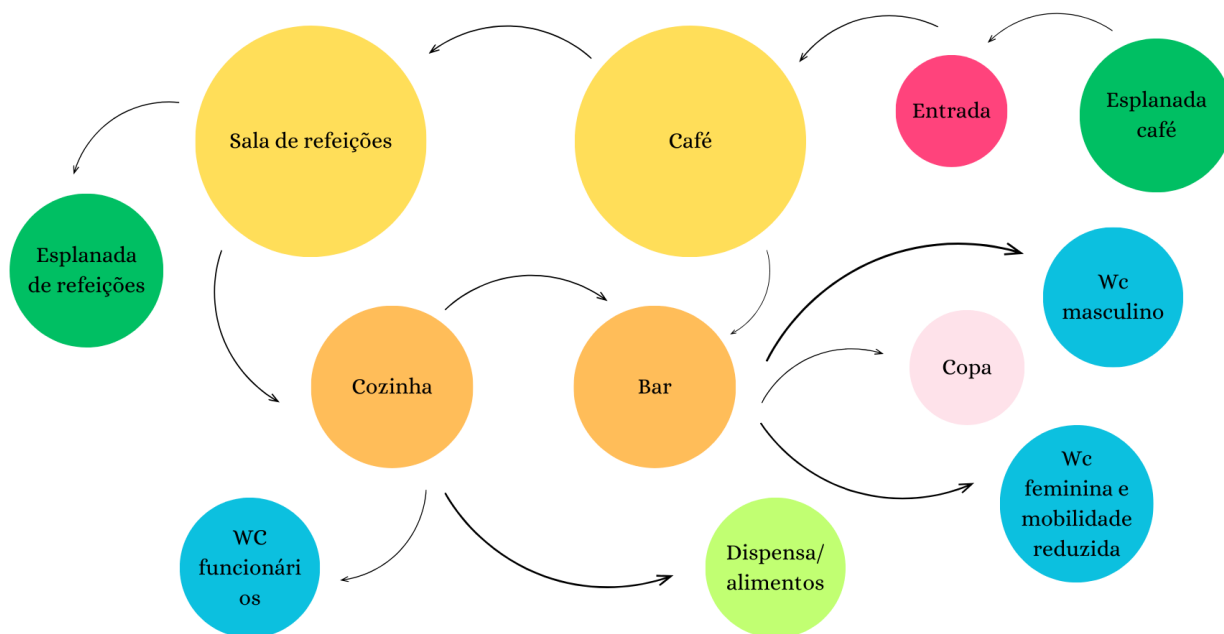 Sala de refeições
Café
Entrada
Esplanada
café
Esplanada
de refeições
Cozinha
Bar
Copa
Wc
masculino
WC
funcionári
os
Dispensa/
alimentos
Wc
feminina e
mobilidade
reduzida